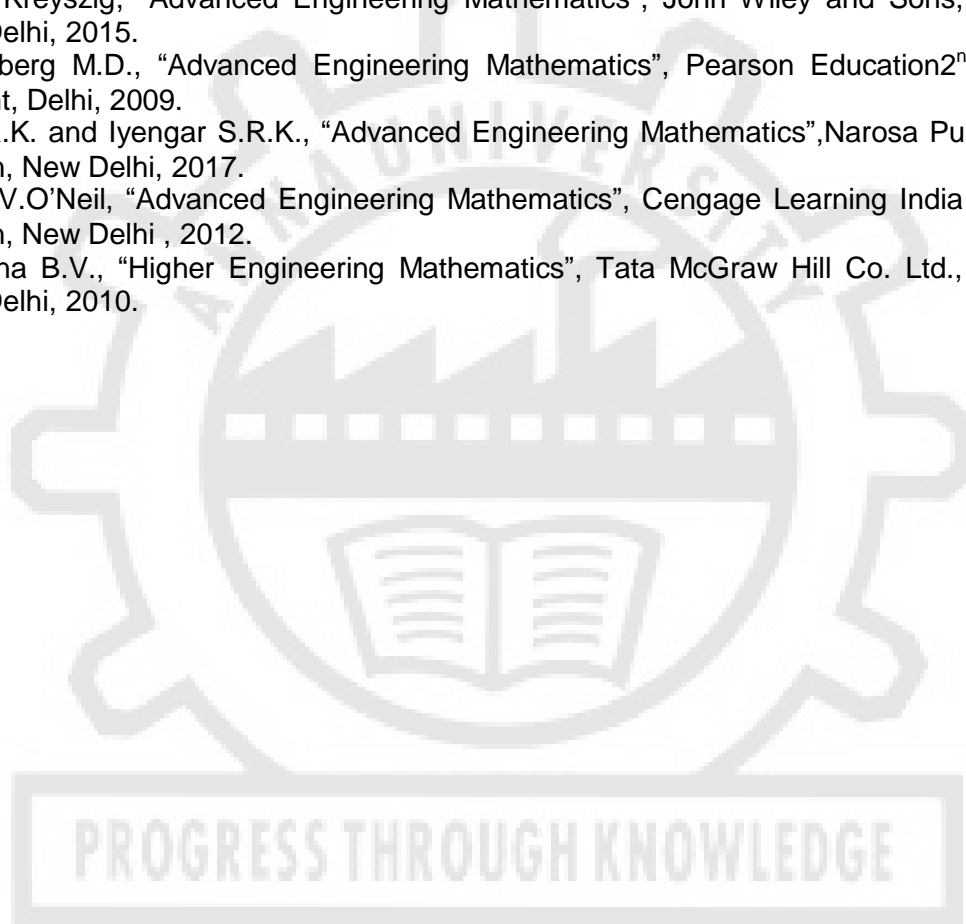 Kreyszig, "Advanced Engineering Mathematics", John Wiley and Sons,
Delhi, 2015.
berg M.D., “Advanced Engineering Mathematics”, Pearson Education2n
t, Delhi, 2009.
.K. and Iyengar S.R.K., “Advanced Engineering Mathematics”,Narosa Pu
n, New Delhi, 2017.
V.O’Neil, “Advanced Engineering Mathematics”, Cengage Learning India
n, New Delhi , 2012.
na B.V., “Higher Engineering Mathematics”, Tata McGraw Hill Co. Ltd.,
Delhi, 2010.
ANNA UNIVERSITY
PROGRESS THROUGH KNOWLEDGE